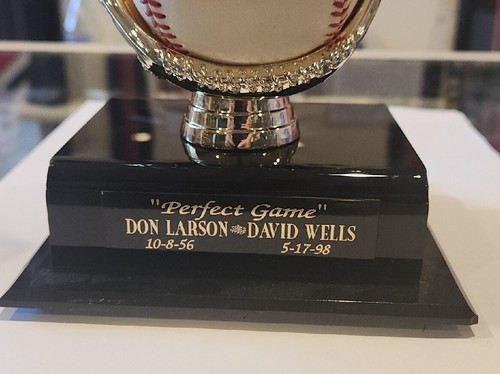 "Perfect Game"
DON LARSON DAVID WELLS
10-8-56 5-17-98